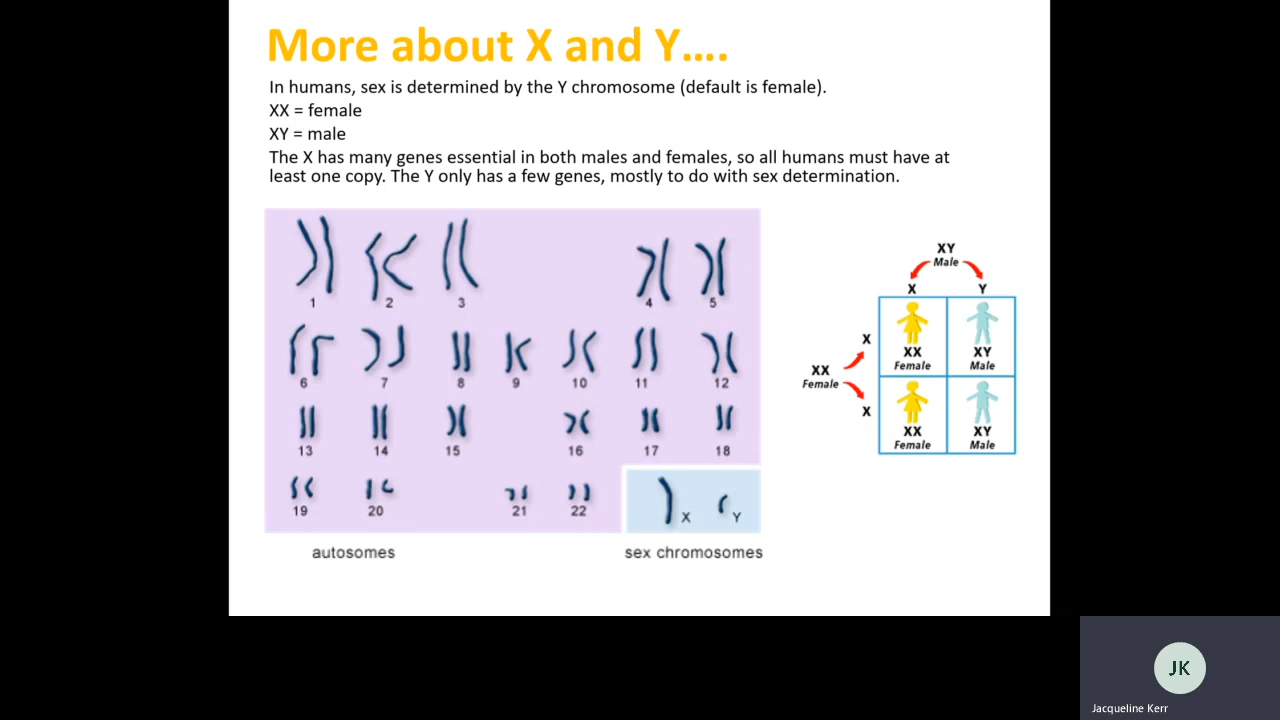 More about X and Y....
In humans, sex is determined by the Y chromosome (default is female).
XX = female
XY = male
The X has many genes essential in both males and females, so all humans must have at
least one copy. The Y only has a few genes, mostly to do with sex determination.
1 2 3 4 5
6 7 8 9 10 11 12
13 14 15 16 17 18
19 20 21 22 X Y
autosomes sex chromosomes
XY
Male
X Y
X
XX
Female
XY
Male
XX
Female
X
XX
Female
XY
Male
JK
Jacqueline Kerr